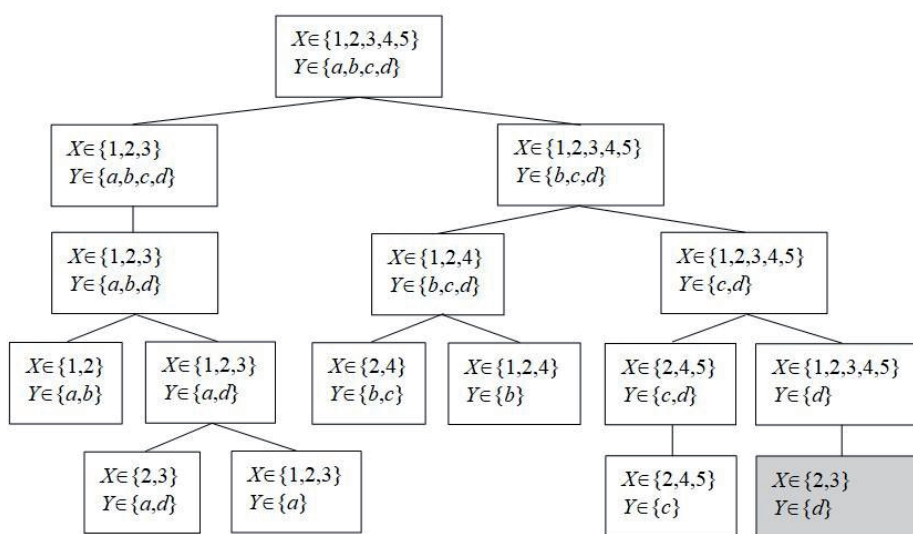 X∈{1,2,3,4,5}
Y∈{a,b,c,d}
X∈{1,2,3}
Y∈{a,b,c,d}
X∈{1,2,3,4,5}
Y∈{b,c,d}
X∈{1,2,3}
Y∈{a,b,d}
X∈{1,2,4}
Y∈{b,c,d}
X∈{1,2,3,4,5}
Y∈{c,d}
X∈{1,2}
Y∈{a,b}
X∈{1,2,3}
Y∈{a,d}
X∈{2,4}
Y∈{b,c}
X∈{1,2,4}
Y∈{b}
X∈{2,4,5}
Y∈{c,d}
X∈{1,2,3,4,5}
Y∈{d}
X∈{2,3}
Y∈{a,d}
X∈{1,2,3}
Y∈{a}
X∈{2,4,5}
Y∈{c}
X∈{2,3}
Y∈{d}